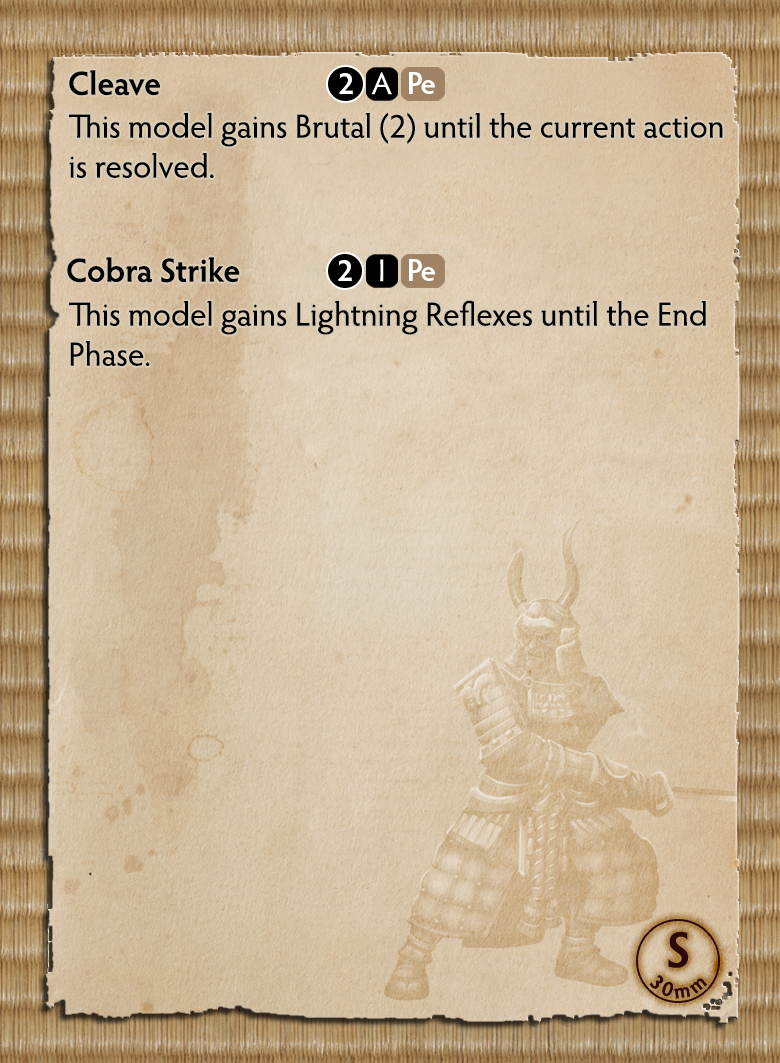 Cleave 2 A Pe
This model gains Brutal (2) until the current action
is resolved.
Cobra Strike 2 I Pe
This model gains Lightning Reflexes until the End
Phase.
S
30mm